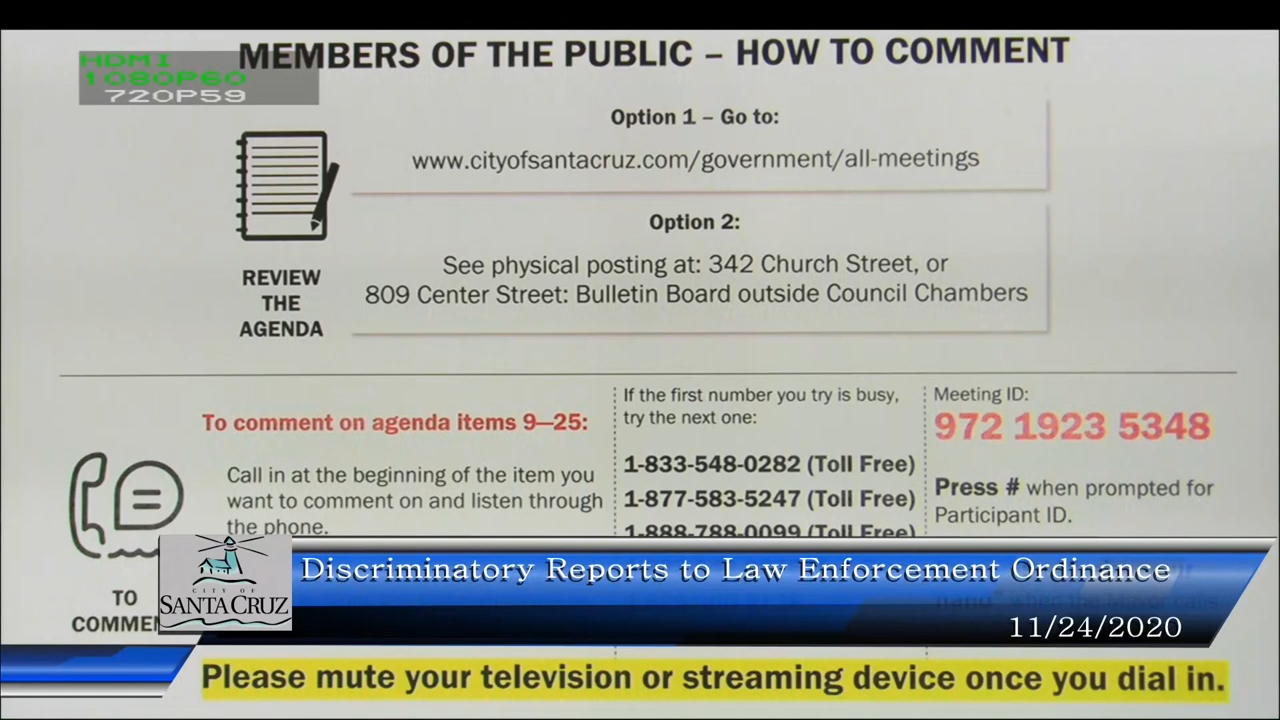 MEMBERS OF THE PUBLIC – HOW TO COMMENT
HDMI
1080P60
720P59
Option 1 – Go to:
www.cityofsantacruz.com/government/all-meetings
Option 2:
See physical posting at: 342 Church Street, or
809 Center Street: Bulletin Board outside Council Chambers
REVIEW
THE
AGENDA
To comment on agenda items 9—25:
Call in at the beginning of the item you
want to comment on and listen through
the phone.
TO
If the first number you try is busy,
try the next one:
1-833-548-0282 (Toll Free)
1-877-583-5247 (Toll Free)
1-888-788-0099 (Toll Free)
Meeting ID:
972 1923 5348
Press # when prompted for
Participant ID.
CITY OF
SANTA CRUZ
Discriminatory Reports to Law Enforcement Ordinance
11/24/2020
Please mute your television or streaming device once you dial in.